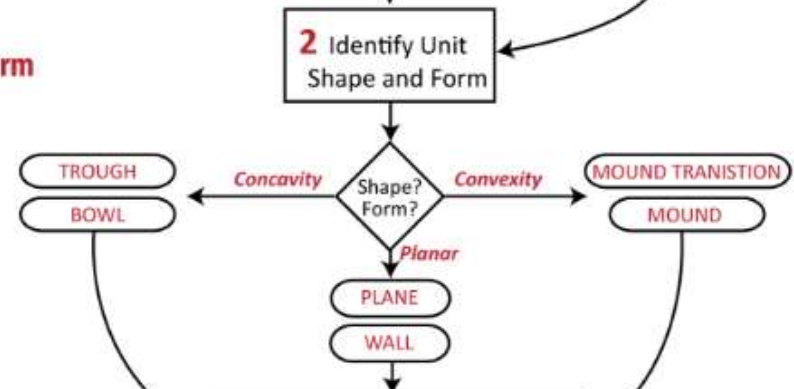 rm
2 Identify Unit
Shape and Form
TROUGH
BOWL
Concavity
Shape?
Form?
Convexity
MOUND TRANISTION
MOUND
Planar
PLANE
WALL